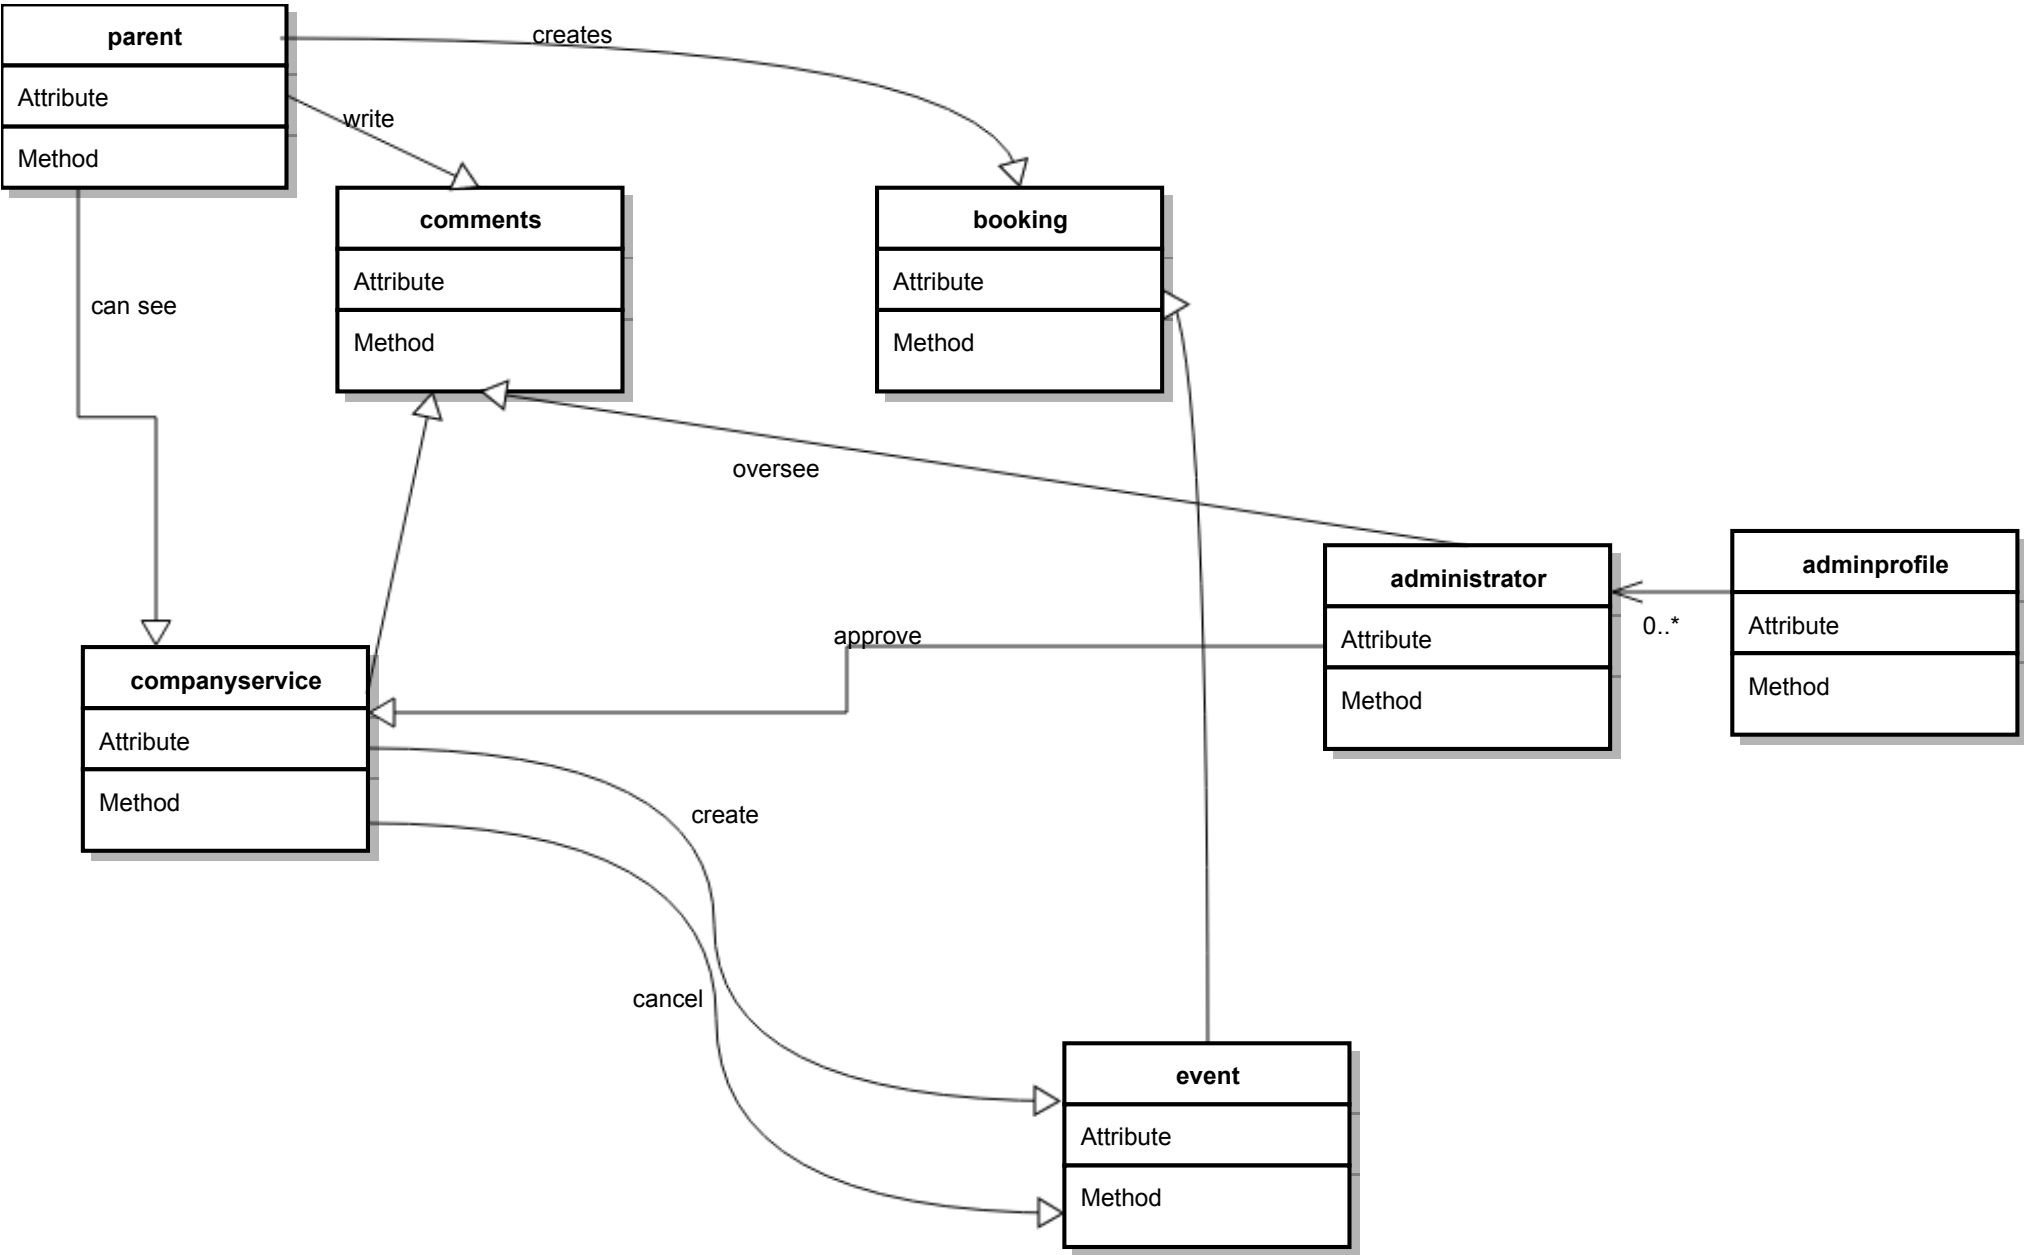 parent
Attribute
Method
creates
write
can see
comments
Attribute
Method
booking
Attribute
Method
oversee
administrator
Attribute
Method
0..*
adminprofile
Attribute
Method
approve
companyservice
Attribute
Method
create
cancel
event
Attribute
Method